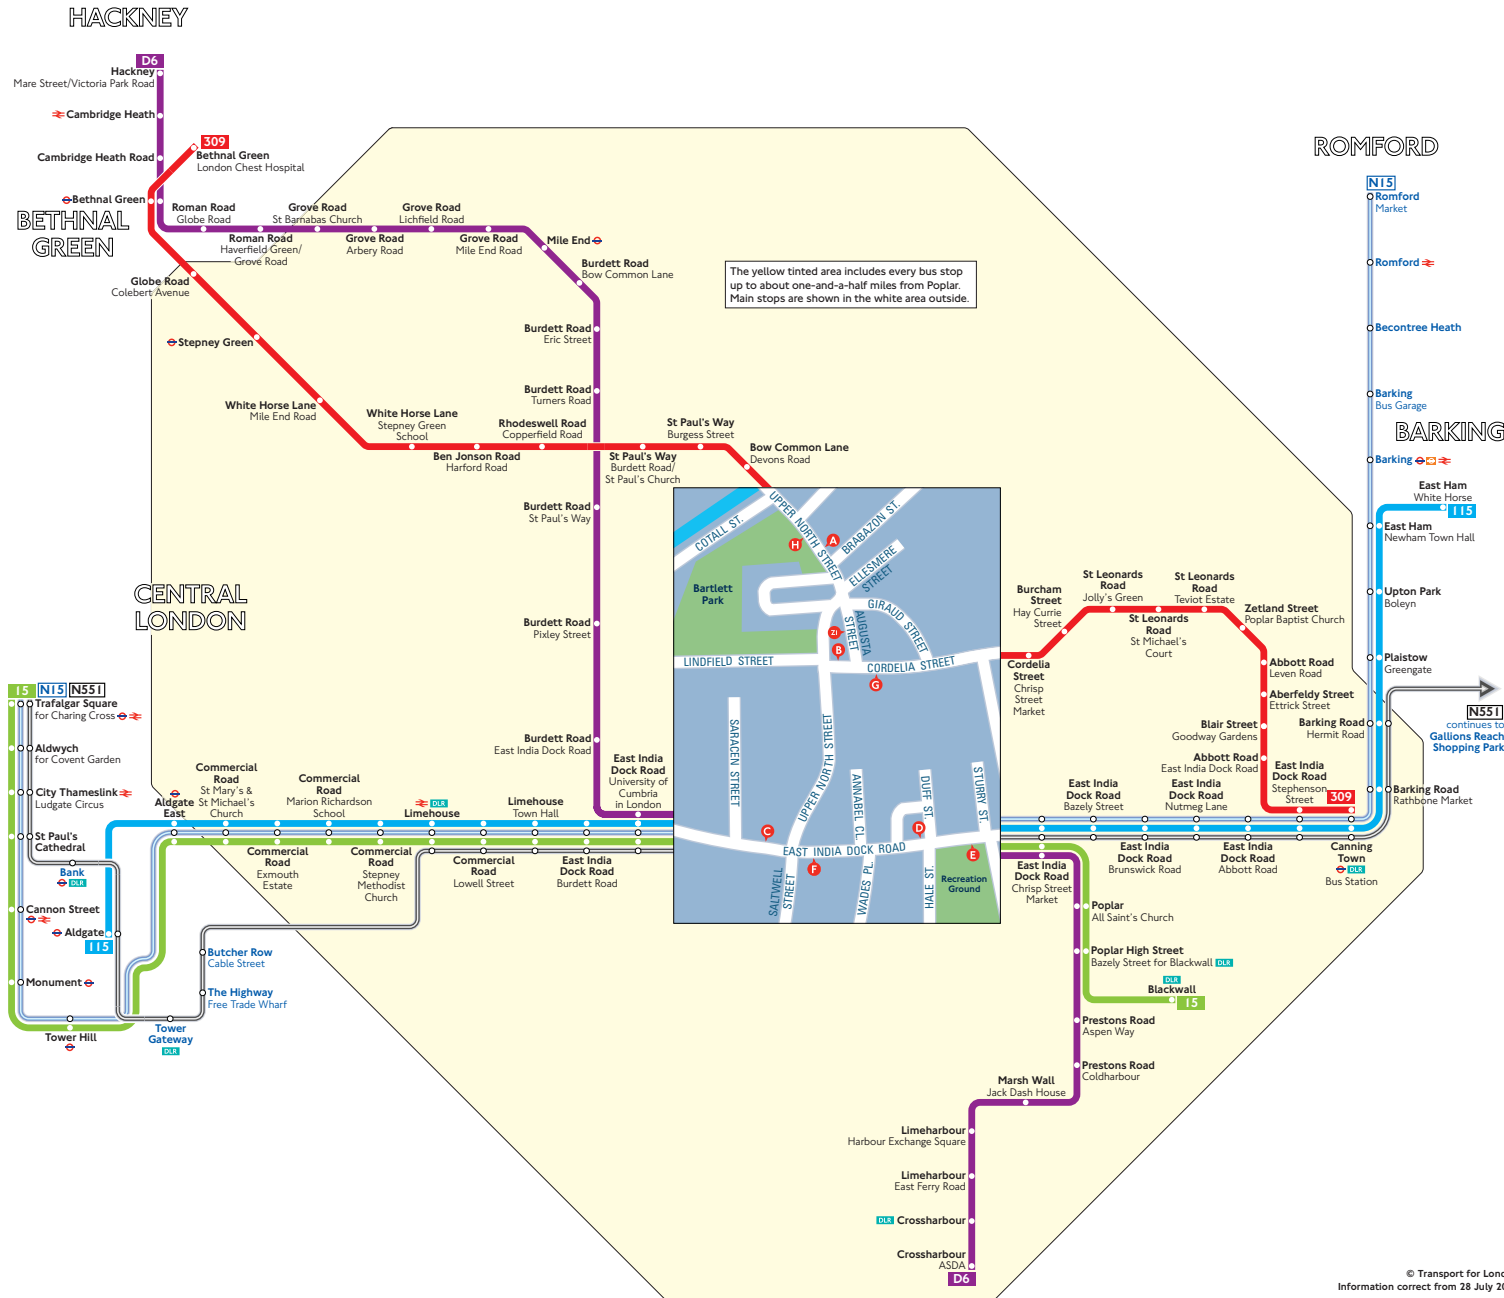 HACKNEY
D6
Hackney
Mare Street/Victoria Park Road
Cambridge Heath
Cambridge Heath Road
309
Bethnal Green
London Chest Hospital
Bethnal Green
BETHNAL
GREEN
Roman Road
Globe Road
Roman Road
Haverfield Green/
Grove Road
Grove Road
St Barnabas Church
Grove Road
Arbery Road
Grove Road
Lichfield Road
Grove Road
Mile End Road
Mile End
Burdett Road
Bow Common Lane
Globe Road
Colebert Avenue
Stepney Green
White Horse Lane
Mile End Road
White Horse Lane
Stepney Green
School
Ben Jonson Road
Harford Road
Rhodeswell Road
Copperfield Road
Burdett Road
Eric Street
Burdett Road
Turners Road
St Paul's Way
Burdett Road/
St Paul's Church
St Paul's Way
Burgess Street
Bow Common Lane
Devons Road
Burdett Road
St Paul's Way
Burdett Road
Pixley Street
Burdett Road
East India Dock Road
East India
Dock Road
University of
Cumbria
in London
The yellow tinted area includes every bus stop
up to about one-and-a-half miles from Poplar.
Main stops are shown in the white area outside.
ROMFORD
N15
Romford
Market
Romford
Becontree Heath
Barking
Bus Garage
BARKING
Barking
East Ham
White Horse
115
East Ham
Newham Town Hall
Upton Park
Boleyn
Plaistow
Greengate
N551
continues to
Gallions Reach
Shopping Park
Barking Road
Hermit Road
Barking Road
Rathbone Market
CENTRAL
LONDON
15
N15
N551
Trafalgar Square
for Charing Cross
Aldwych
for Covent Garden
City Thameslink
Ludgate Circus
St Paul's
Cathedral
Bank
DLR
Cannon Street
Aldgate
115
Monument
Tower Hill
Tower
Gateway
DLR
Butcher Row
Cable Street
The Highway
Free Trade Wharf
Aldgate
East
Commercial
Road
St Mary's &
St Michael's
Church
Commercial
Road
Exmouth
Estate
Commercial
Road
Marion Richardson
School
Commercial
Road
Stepney
Methodist
Church
DLR
Limehouse
Commercial
Road
Lowell Street
Limehouse
Town Hall
East India
Dock Road
Burdett Road
COTALL ST.
UPPER NORTH STREET
BRABAZON ST.
ELLESMERE
STREET
H
A
Bartlett
Park
GIRAUD STREET
AUGUSTA
STREET
ZI
B
LINDFIELD STREET
CORDELIA STREET
G
SARACEN STREET
UPPER NORTH STREET
ANNABEL CL.
DUFF ST.
STURRY ST.
C
D
EAST INDIA DOCK ROAD
E
F
SALTWELL
STREET
WADES PL.
HALE ST.
Recreation
Ground
Cordelia
Street
Chrisp
Street
Market
Burcham
Street
Hay Currie
Street
St Leonards
Road
Jolly's Green
St Leonards
Road
St Michael's
Court
St Leonards
Road
Teviot Estate
Zetland Street
Poplar Baptist Church
Abbott Road
Leven Road
Aberfeldy Street
Ettrick Street
Blair Street
Goodway Gardens
Abbott Road
East India Dock Road
East India
Dock Road
Stephenson
Street
309
East India
Dock Road
Bazely Street
East India
Dock Road
Nutmeg Lane
East India
Dock Road
Chrisp Street
Market
East India
Dock Road
Brunswick Road
East India
Dock Road
Abbott Road
Canning
Town
DLR
Bus Station
Poplar
All Saint's Church
Poplar High Street
Bazely Street for Blackwall DLR
DLR
Blackwall
15
Prestons Road
Aspen Way
Prestons Road
Coldharbour
Marsh Wall
Jack Dash House
Limeharbour
Harbour Exchange Square
Limeharbour
East Ferry Road
DLR Crossharbour
Crossharbour
ASDA
D6
© Transport for Lond
Information correct from 28 July 20